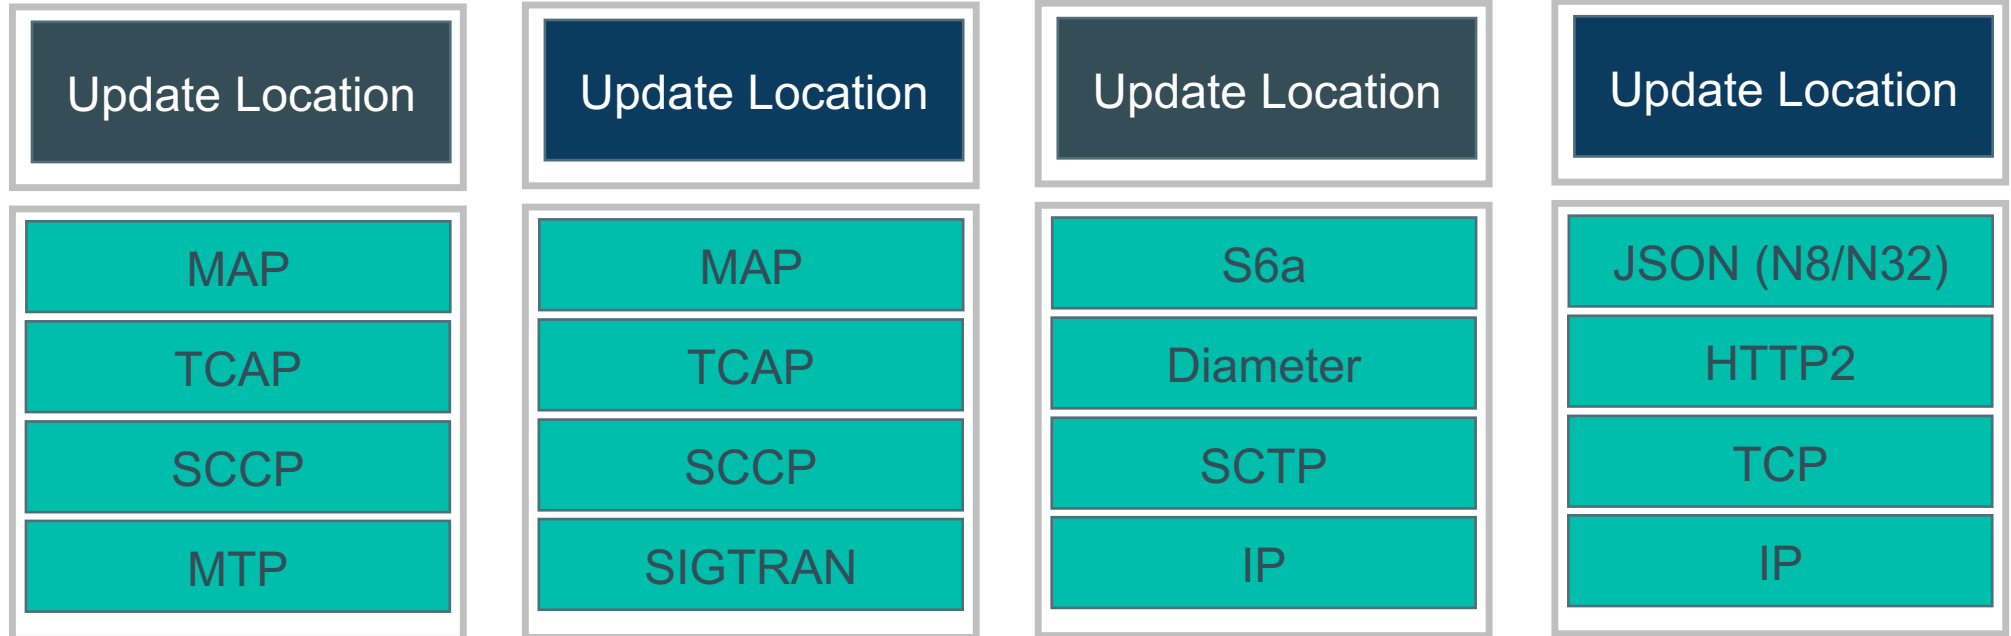 Update Location
MAP
TCAP
SCCP
MTP
Update Location
MAP
TCAP
SCCP
SIGTRAN
Update Location
S6a
Diameter
SCTP
IP
Update Location
JSON (N8/N32)
HTTP2
TCP
IP